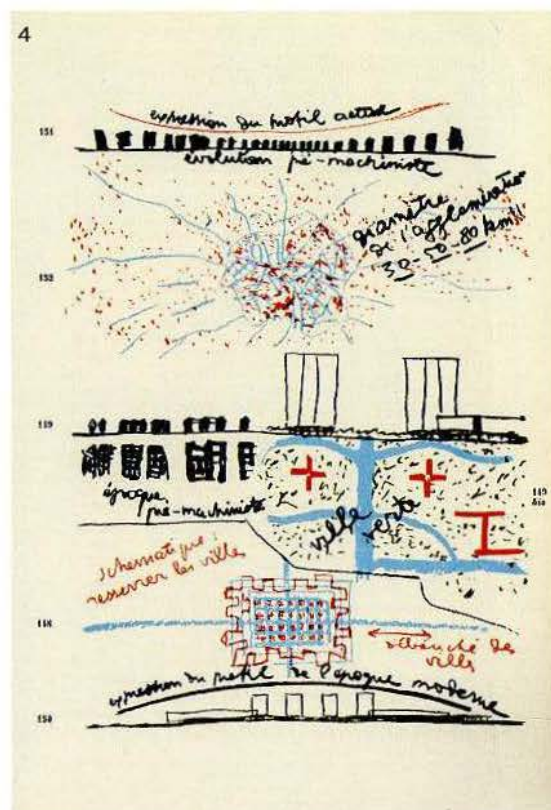 4
151
expression du profil actuel
évolution pé-machiniste
152
diamètre
de l'agglomération
30-50-80 km!!
149
149
bis
époque
pré-machiniste
ville verte
schématique:
resserrer les villes
148
débauché des
villes
expression du profil de l'époque moderne
150